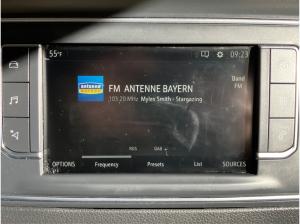 55°F
09:23
antenne
FM ANTENNE BAYERN
103.20 MHz Myles Smith - Stargazing
Band
FM
RDS DAB
OPTIONS Frequency Presets List SOURCES